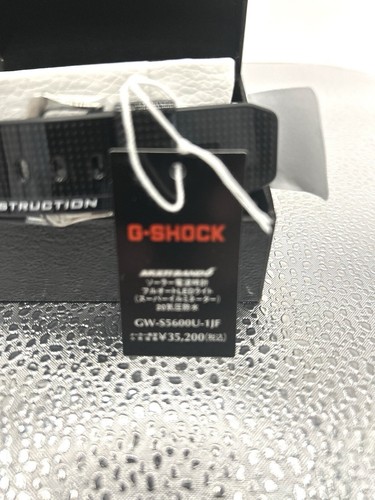 STRUCTION
G-SHOCK
MULTI BAND 6
ソーラー電波時計
フルオートLEDライト
(スーパーイルミネーター)
20気圧防水
GW-S5600U-1JF
¥35,200(税込)